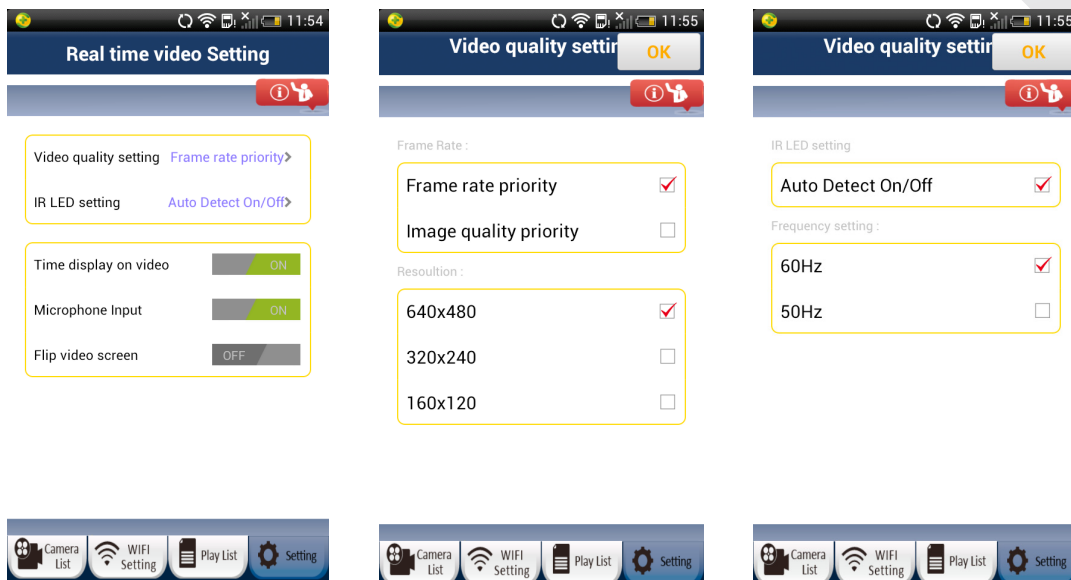 11:54
Real time video Setting
Video quality setting Frame rate priority
IR LED setting Auto Detect On/Off
Time display on video ON
Microphone Input ON
Flip video screen OFF
Camera List
WIFI Setting
Play List
Setting
11:55
Video quality settin
OK
Frame Rate :
Frame rate priority
Image quality priority
Resoultion :
640x480
320x240
160x120
Camera List
WIFI Setting
Play List
Setting
11:55
Video quality settin
OK
IR LED setting
Auto Detect On/Off
Frequency setting :
60Hz
50Hz
Camera List
WIFI Setting
Play List
Setting